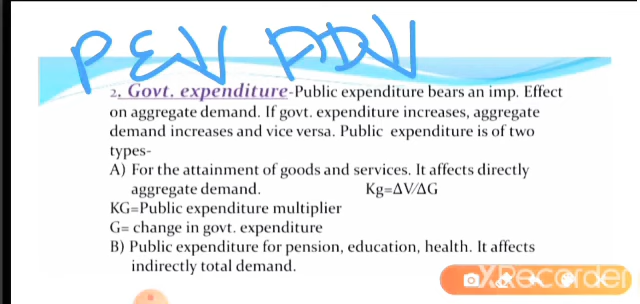 PEV ADV
2. Govt. expenditure-Public expenditure bears an imp. Effect
on aggregate demand. If govt. expenditure increases, aggregate
demand increases and vice versa. Public expenditure is of two
types-
A) For the attainment of goods and services. It affects directly
aggregate demand. Kg=ΔV/ΔG
KG=Public expenditure multiplier
G= change in govt. expenditure
B) Public expenditure for pension, education, health. It affects
indirectly total demand.
XRecorder